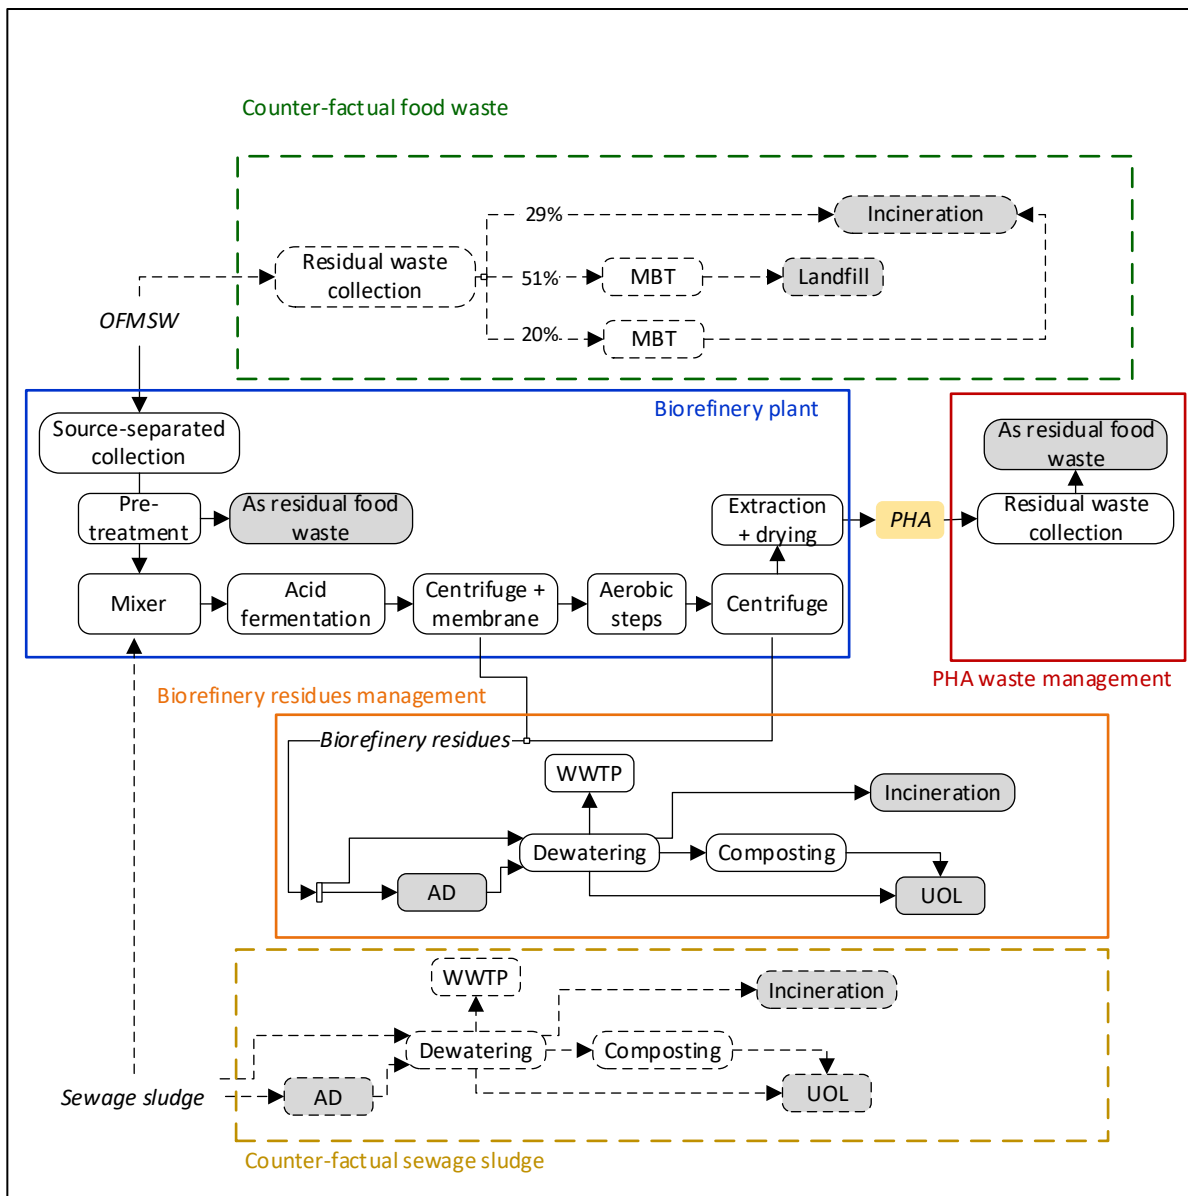 Counter-factual food waste
29%
Incineration
Residual waste
collection
51%
MBT
Landfill
OFMSW
20%
MBT
Biorefinery plant
Source-separated
collection
As residual food
waste
Pre-
treatment
As residual food
waste
Extraction
+ drying
PHA
Residual waste
collection
Mixer
Acid
fermentation
Centrifuge +
membrane
Aerobic
steps
Centrifuge
PHA waste management
Biorefinery residues management
Biorefinery residues
WWTP
Incineration
Dewatering
Composting
AD
UOL
WWTP
Incineration
Dewatering
Composting
Sewage sludge
AD
UOL
Counter-factual sewage sludge